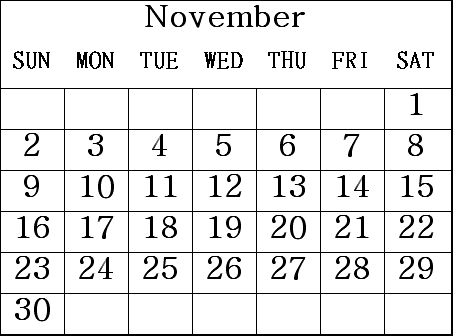 November
SUN MON TUE WED THU FRI SAT
1
2 3 4 5 6 7 8
9 10 11 12 13 14 15
16 17 18 19 20 21 22
23 24 25 26 27 28 29
30